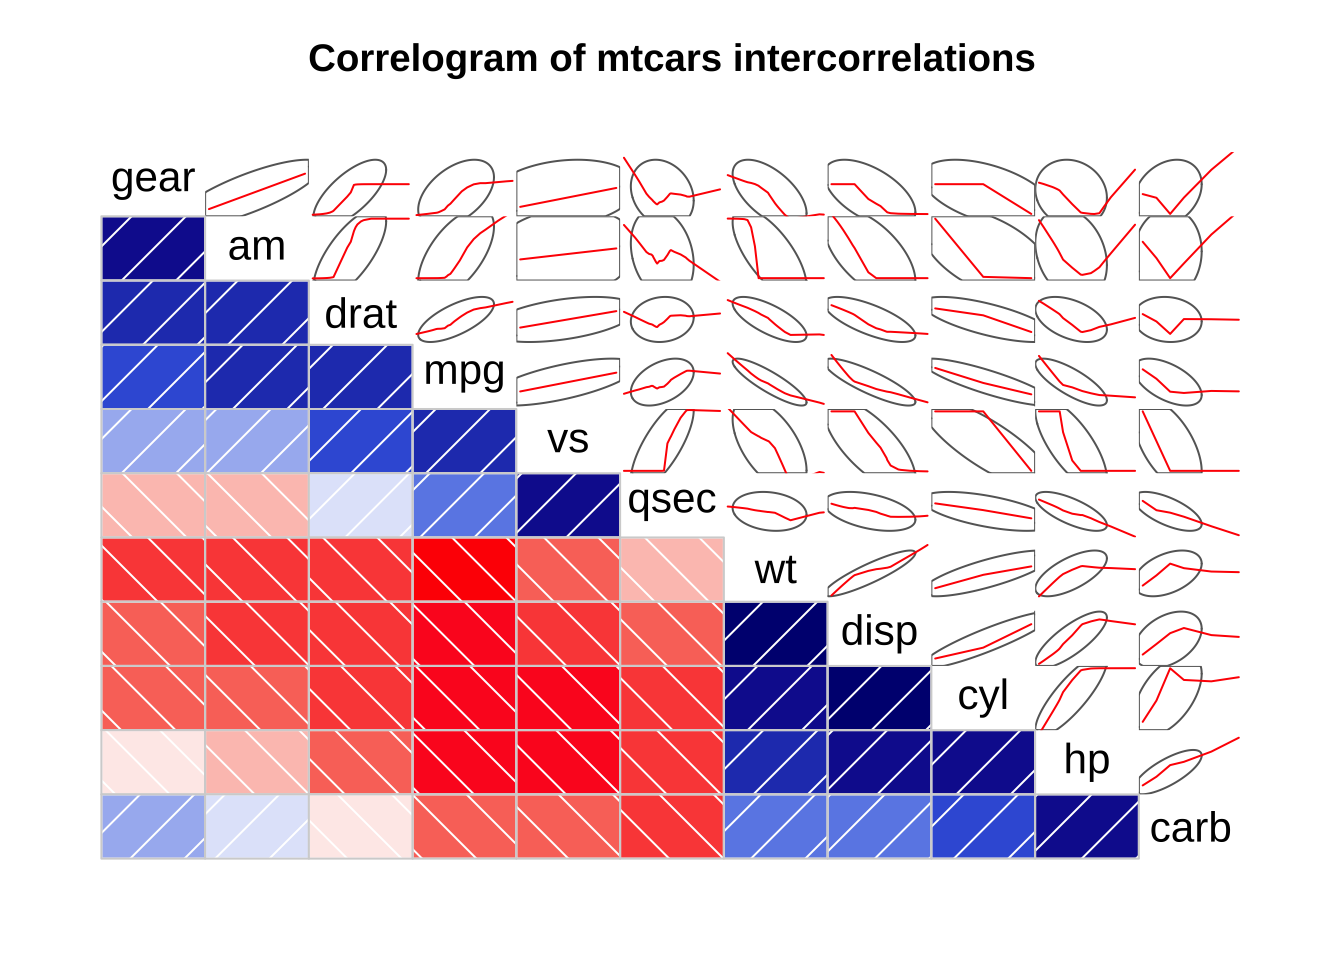 Correlogram of mtcars intercorrelations
gear
am
drat
mpg
vs
qsec
wt
disp
cyl
hp
carb